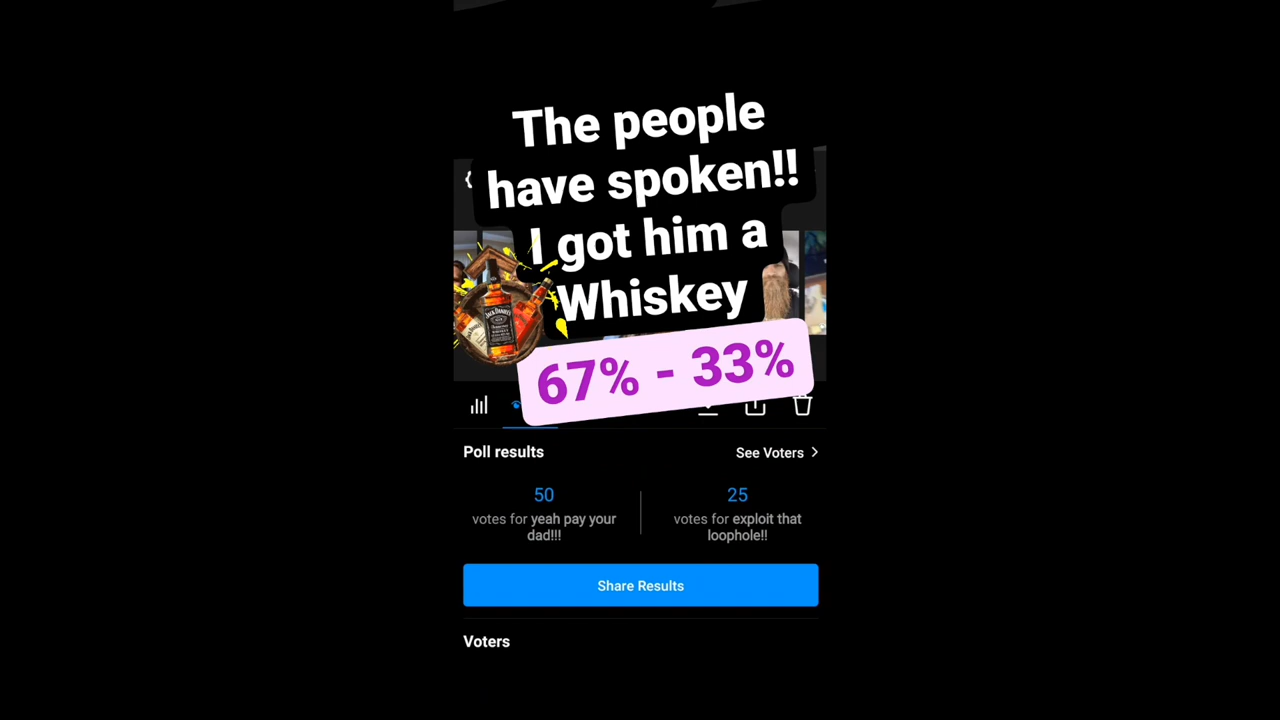 The people
have spoken!!
I got him a
Whiskey
67% - 33%
Poll results
See Voters
50
votes for yeah pay your
dad!!!
25
votes for exploit that
loophole!!
Share Results
Voters